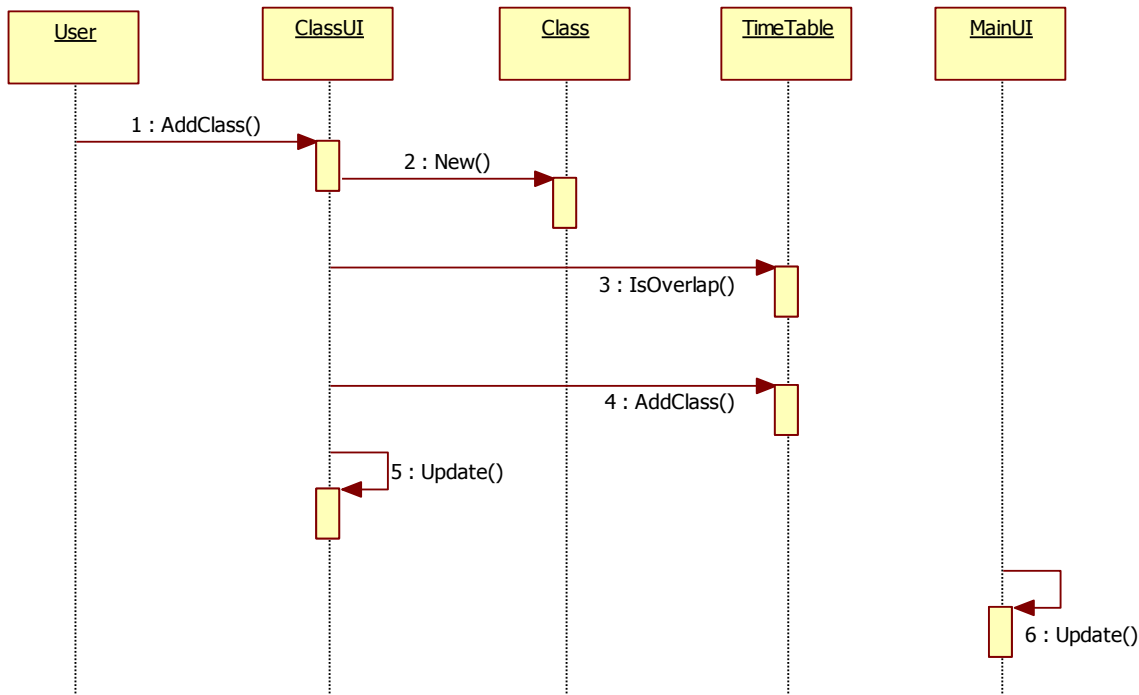 User
ClassUI
Class
TimeTable
MainUI
1 : AddClass()
2 : New()
3 : IsOverlap()
4 : AddClass()
5 : Update()
6 : Update()